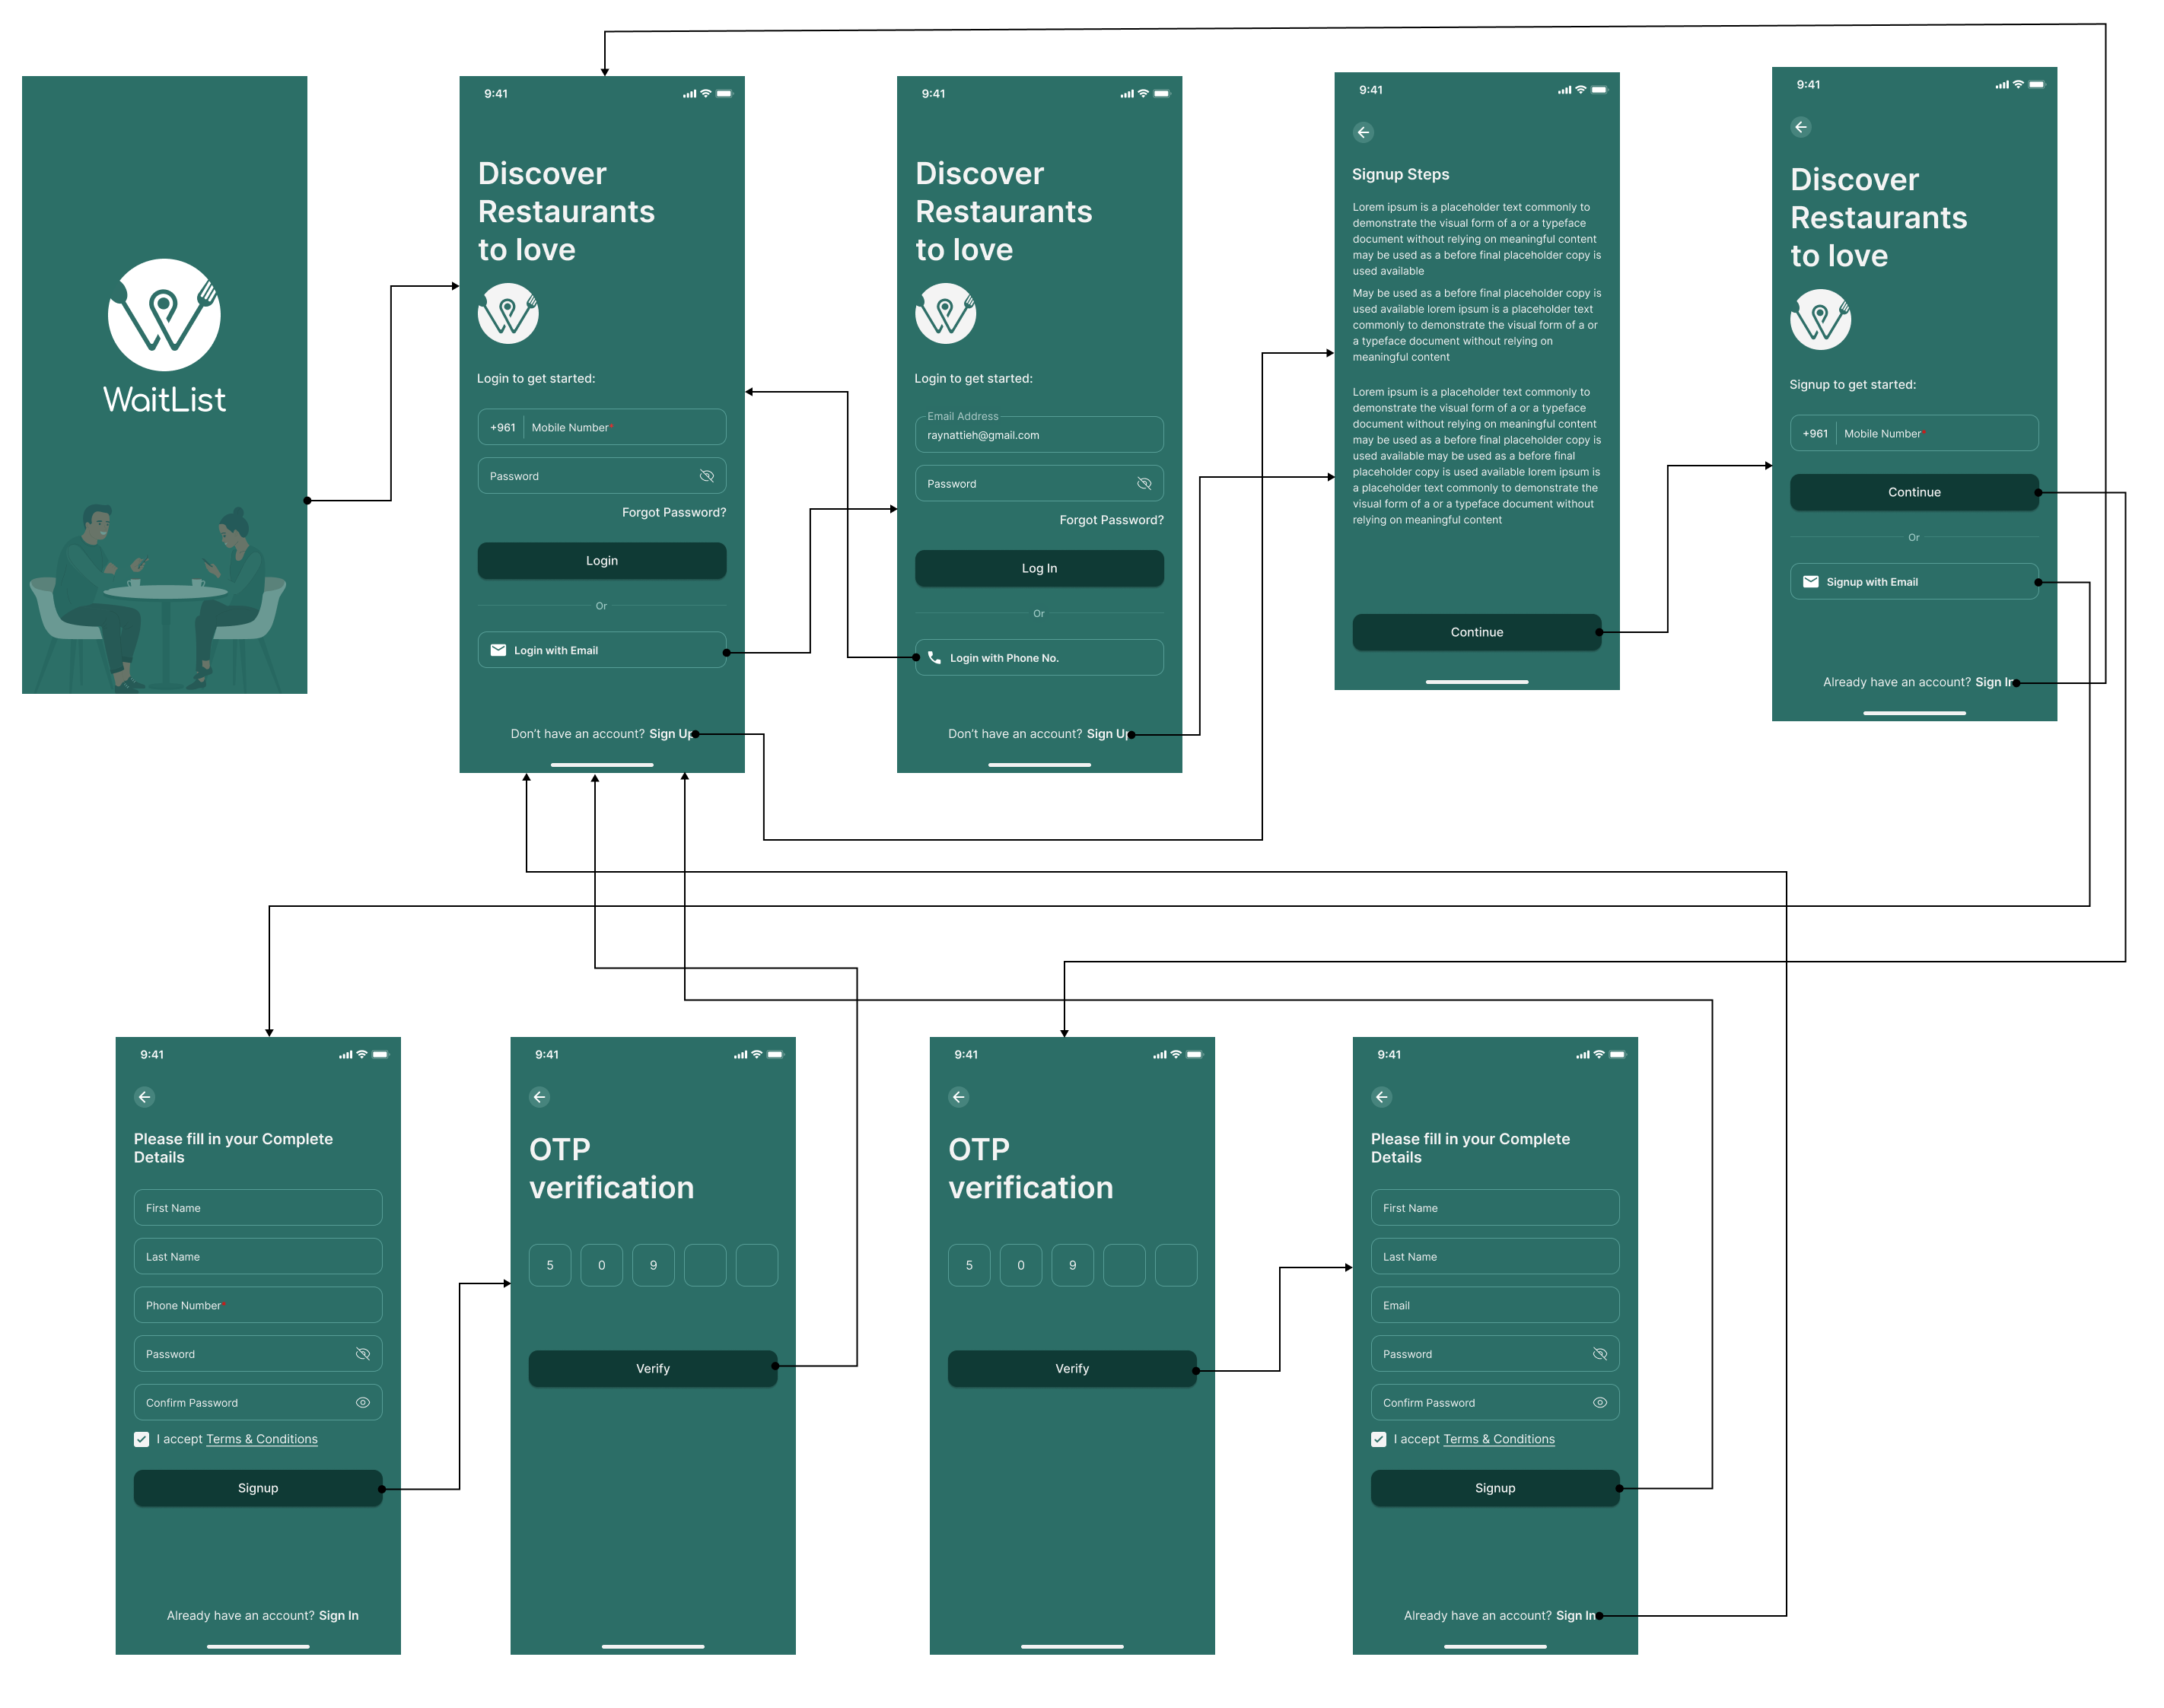 WaitList
9:41
Discover
Restaurants
to love
Login to get started:
+961 Mobile Number*
Password
Forgot Password?
Login
Or
Login with Email
Don’t have an account? Sign Up
9:41
Discover
Restaurants
to love
Login to get started:
Email Address
raynattieh@gmail.com
Password
Forgot Password?
Log In
Or
Login with Phone No.
Don’t have an account? Sign Up
9:41
Signup Steps
Lorem ipsum is a placeholder text commonly to
demonstrate the visual form of a or a typeface
document without relying on meaningful content
may be used as a before final placeholder copy is
used available
May be used as a before final placeholder copy is
used available lorem ipsum is a placeholder text
commonly to demonstrate the visual form of a or
a typeface document without relying on
meaningful content
Lorem ipsum is a placeholder text commonly to
demonstrate the visual form of a or a typeface
document without relying on meaningful content
may be used as a before final placeholder copy is
used available may be used as a before final
placeholder copy is used available lorem ipsum is
a placeholder text commonly to demonstrate the
visual form of a or a typeface document without
relying on meaningful content
Continue
9:41
Discover
Restaurants
to love
Signup to get started:
+961 Mobile Number*
Continue
Or
Signup with Email
Already have an account? Sign In
9:41
Please fill in your Complete
Details
First Name
Last Name
Phone Number*
Password
Confirm Password
I accept Terms & Conditions
Signup
Already have an account? Sign In
9:41
OTP
verification
5 0 9
Verify
9:41
OTP
verification
5 0 9
Verify
9:41
Please fill in your Complete
Details
First Name
Last Name
Email
Password
Confirm Password
I accept Terms & Conditions
Signup
Already have an account? Sign In